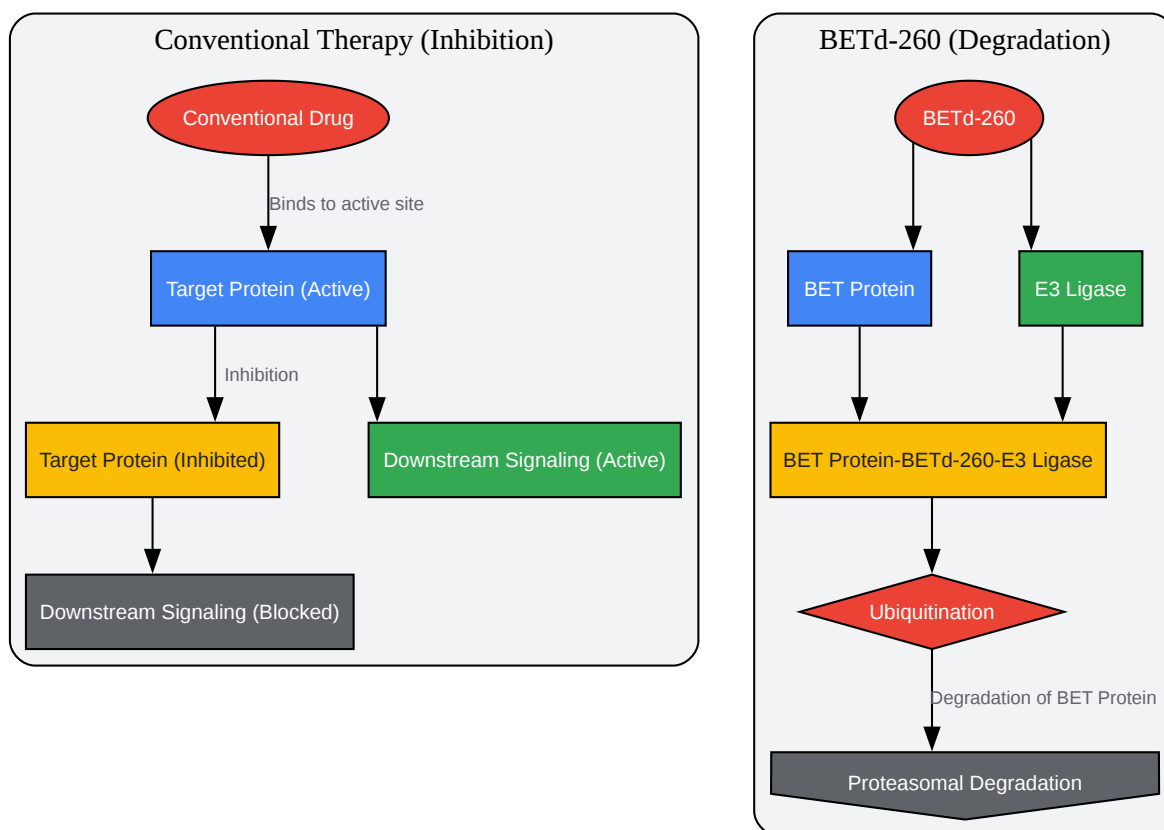 Conventional Therapy (Inhibition)
Conventional Drug
Binds to active site
Target Protein (Active)
Inhibition
Target Protein (Inhibited)
Downstream Signaling (Active)
Downstream Signaling (Blocked)
BETd-260 (Degradation)
BETd-260
BET Protein
E3 Ligase
BET Protein-BETd-260-E3 Ligase
Ubiquitination
Degradation of BET Protein
Proteasomal Degradation